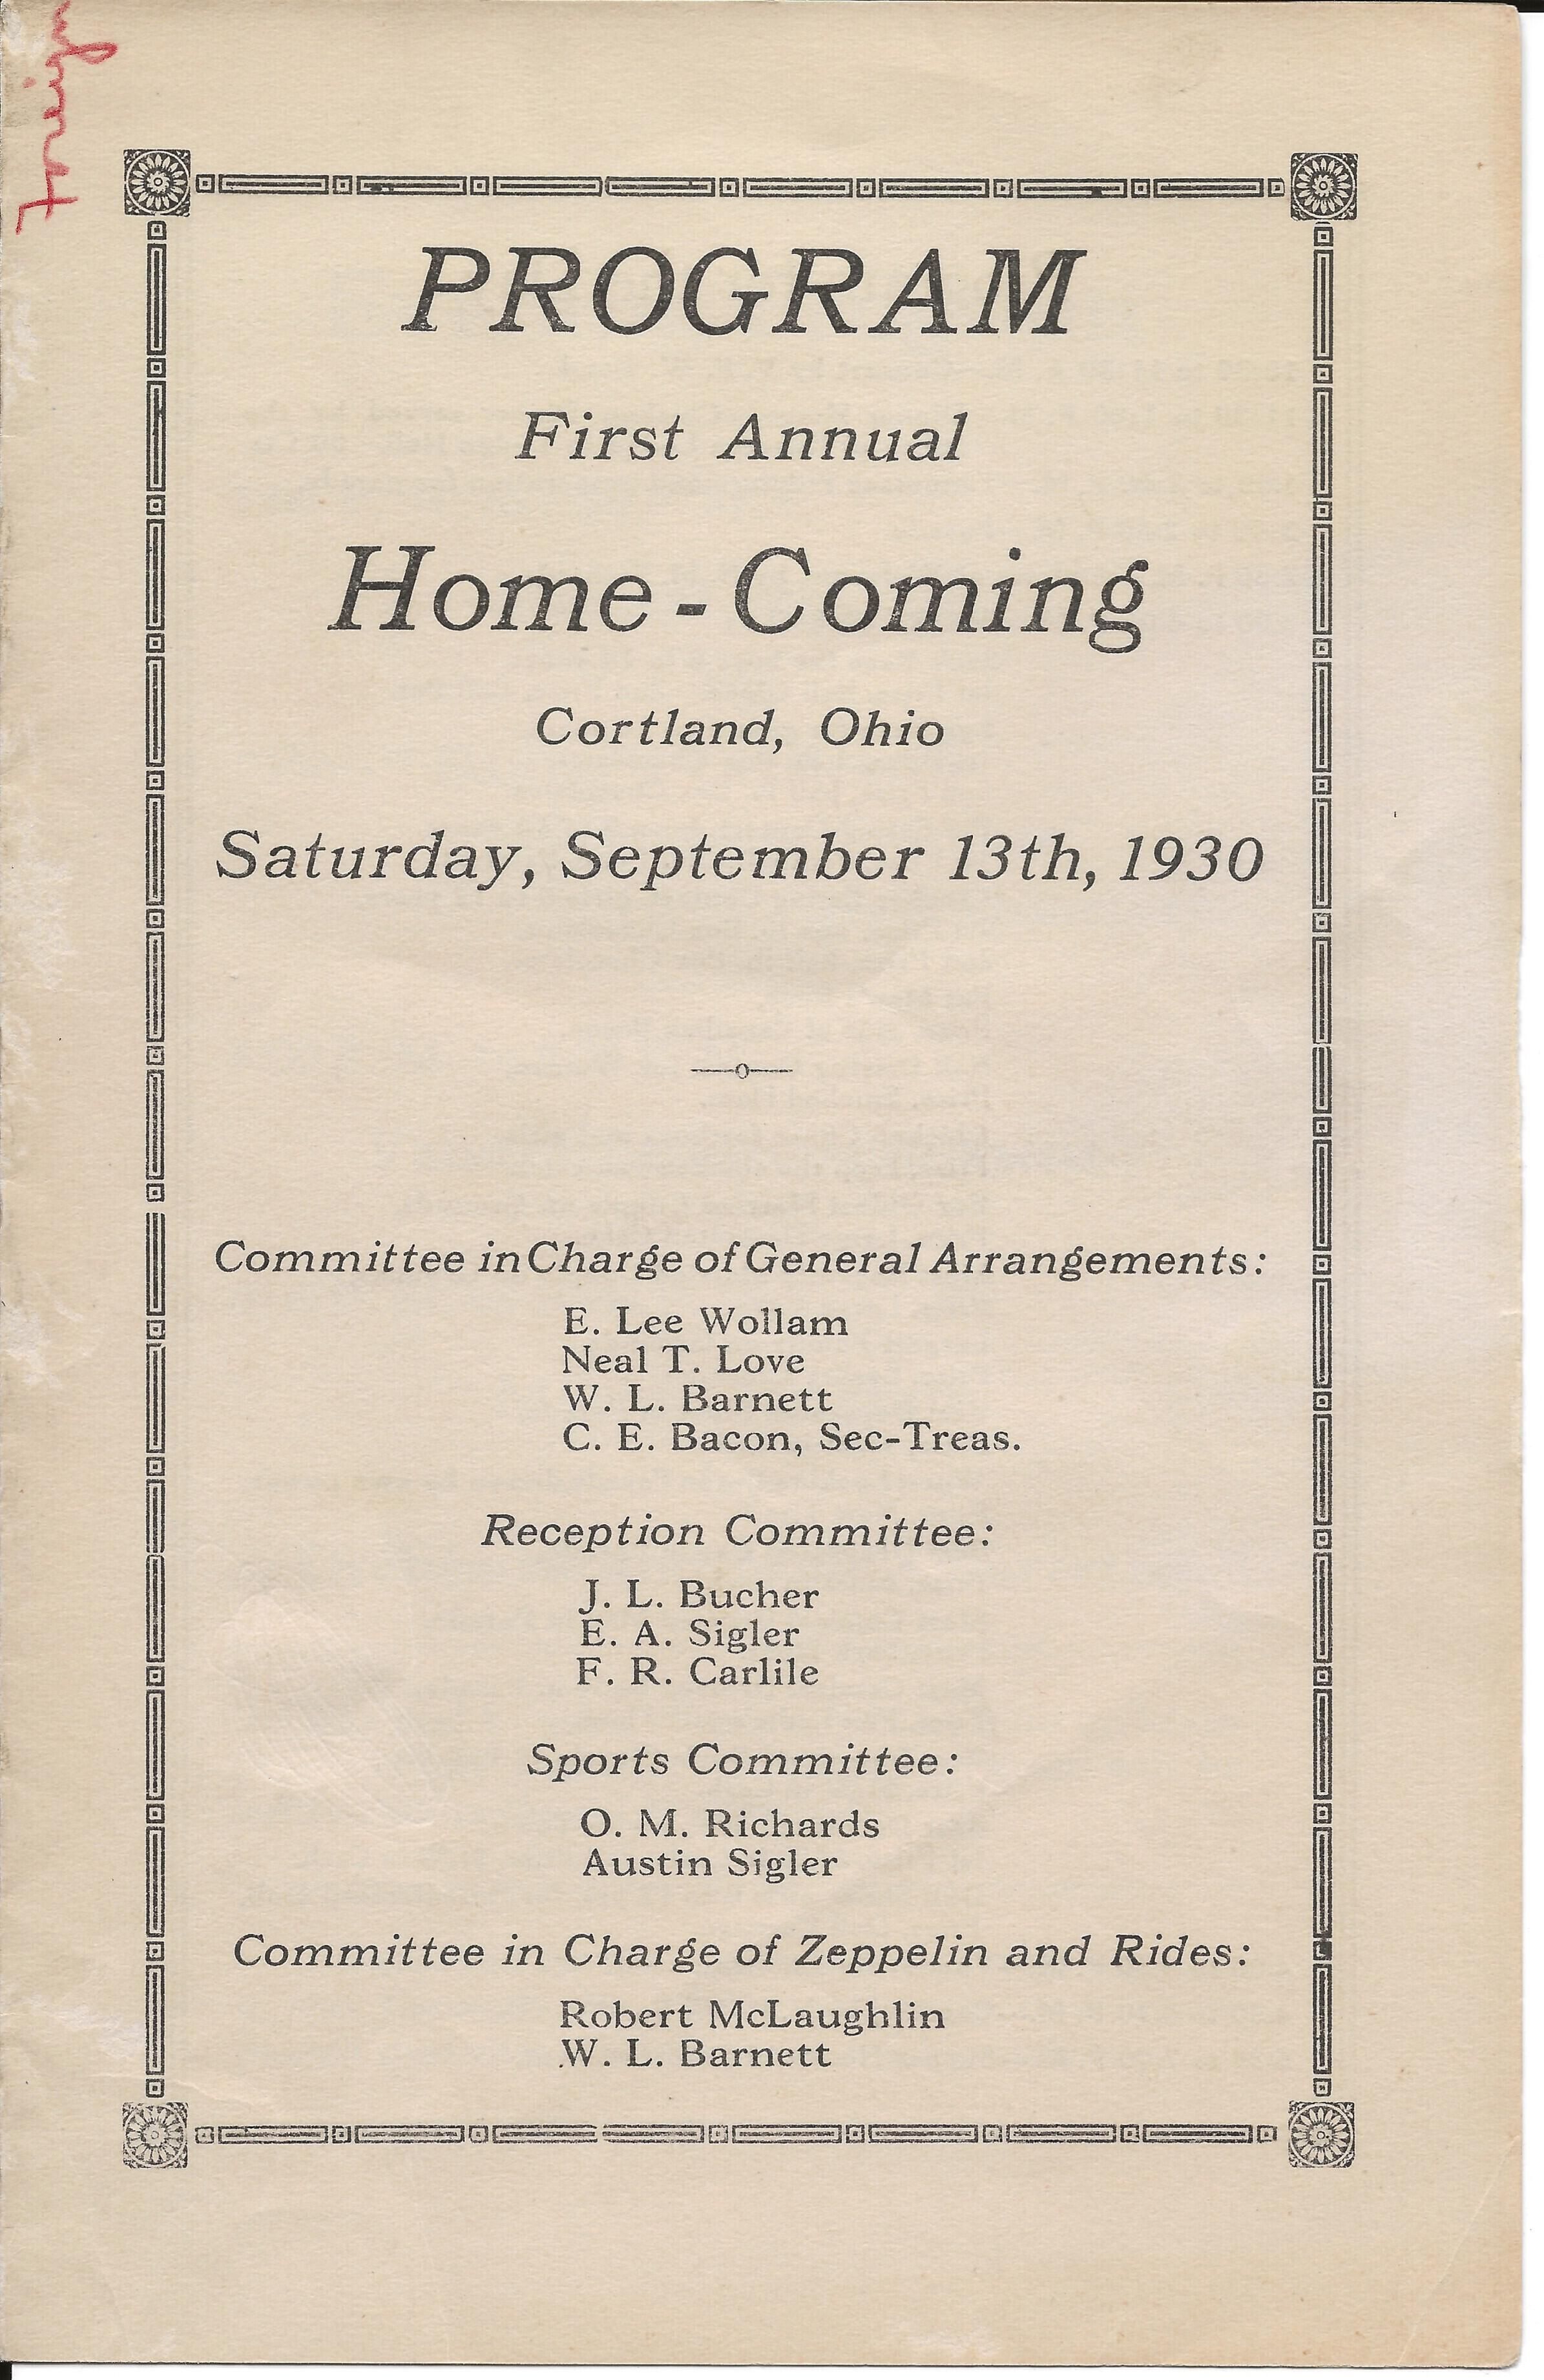 PROGRAM
First Annual
Home-Coming
Cortland, Ohio
Saturday, September 13th, 1930
Committee in Charge of General Arrangements:
E. Lee Wollam
Neal T. Love
W. L. Barnett
C. E. Bacon, Sec-Treas.
Reception Committee:
J. L. Bucher
E. A. Sigler
F. R. Carlile
Sports Committee:
O. M. Richards
Austin Sigler
Committee in Charge of Zeppelin and Rides:
Robert McLaughlin
W. L. Barnett